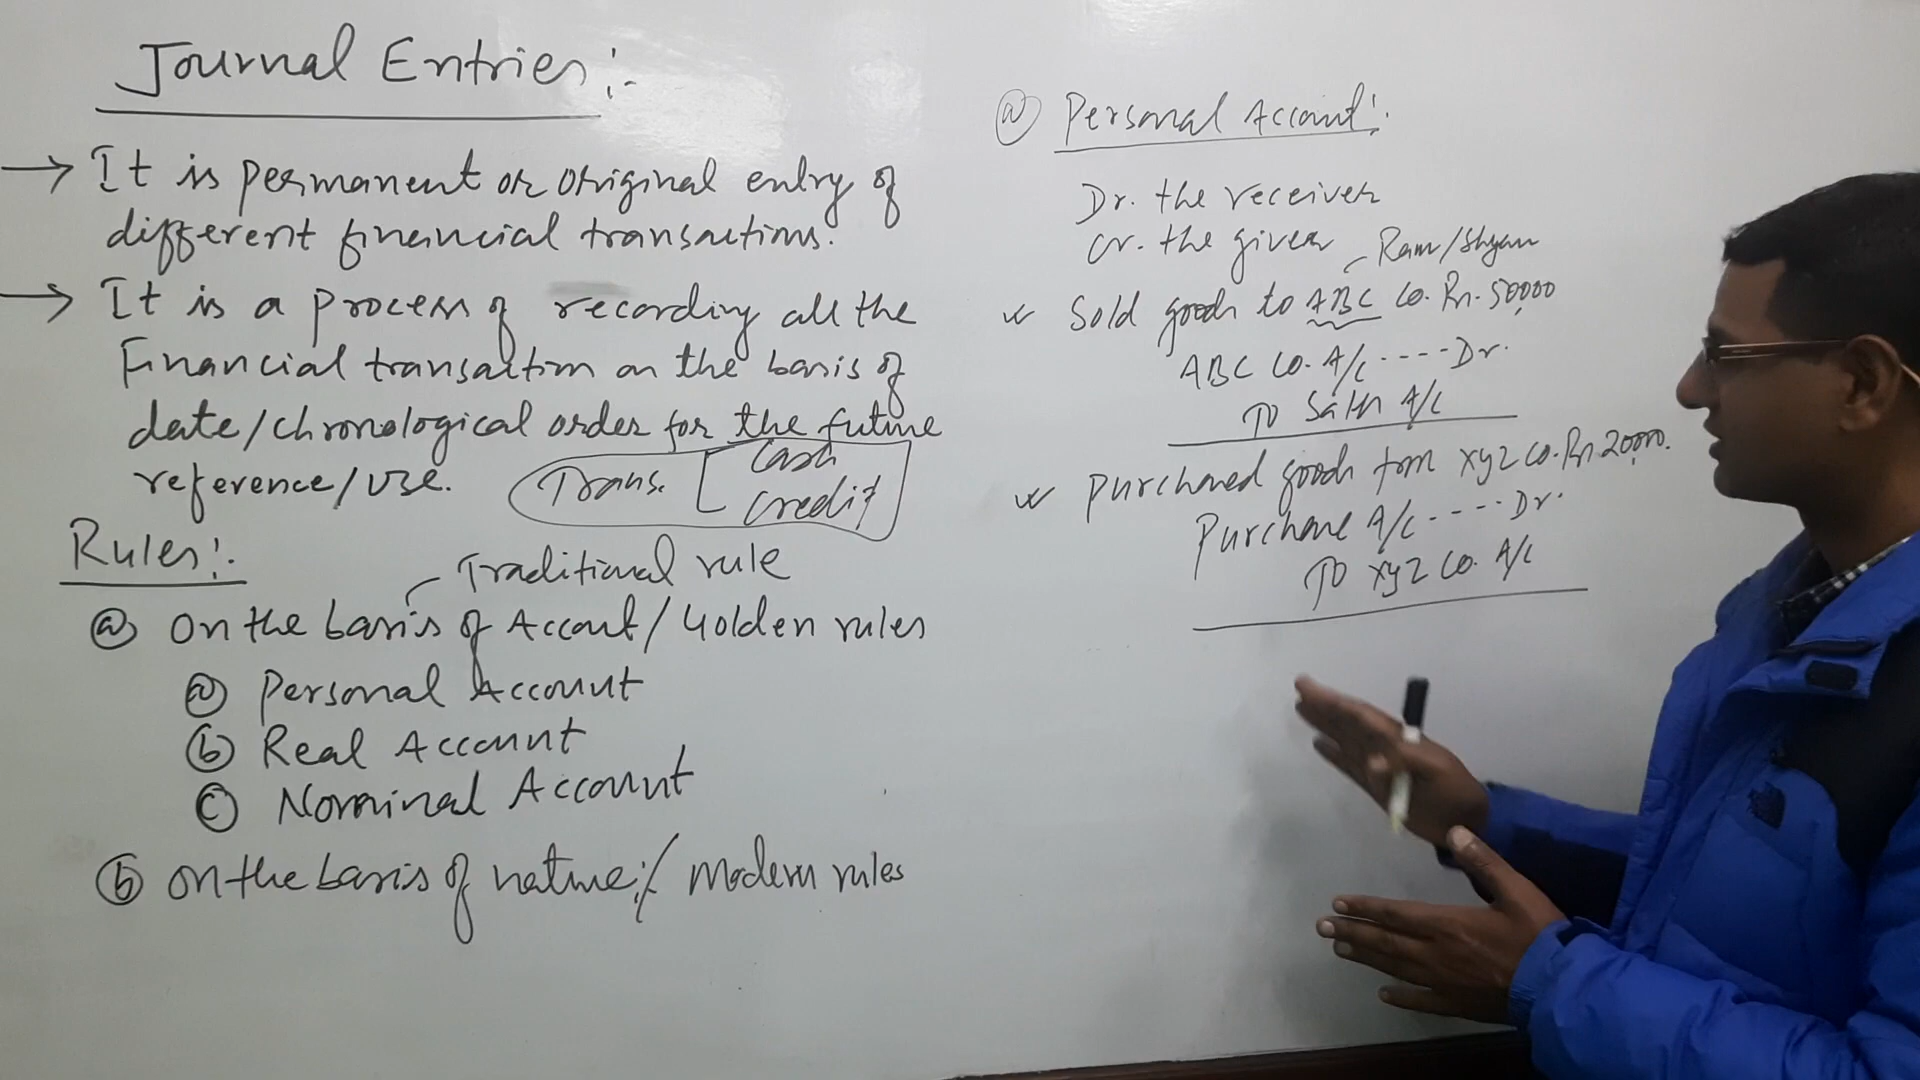 Journal Entries:-
→ It is permanent or original entry of
different financial transactions.
→ It is a process of recording all the
Financial transaction on the basis of
date/chronological order for the future
reference/use.
Trans. [ Cash
Credit
Rules:-
Traditional rule
ⓐ on the basis of Account/Golden rules
ⓐ Personal Account
ⓑ Real Account
ⓒ Nominal Account
ⓑ on the basis of nature:/ Modern rules
ⓐ Personal Account:
Dr. the receiver
Cr. the giver
Ram/Shyam
Sold goods to ABC Co. Rs. 50,000
ABC Co. A/c ---- Dr.
To Sales A/c
Purchased goods from xyz co. Rs. 20,000.
Purchase A/c ---- Dr.
To xyz co. A/c